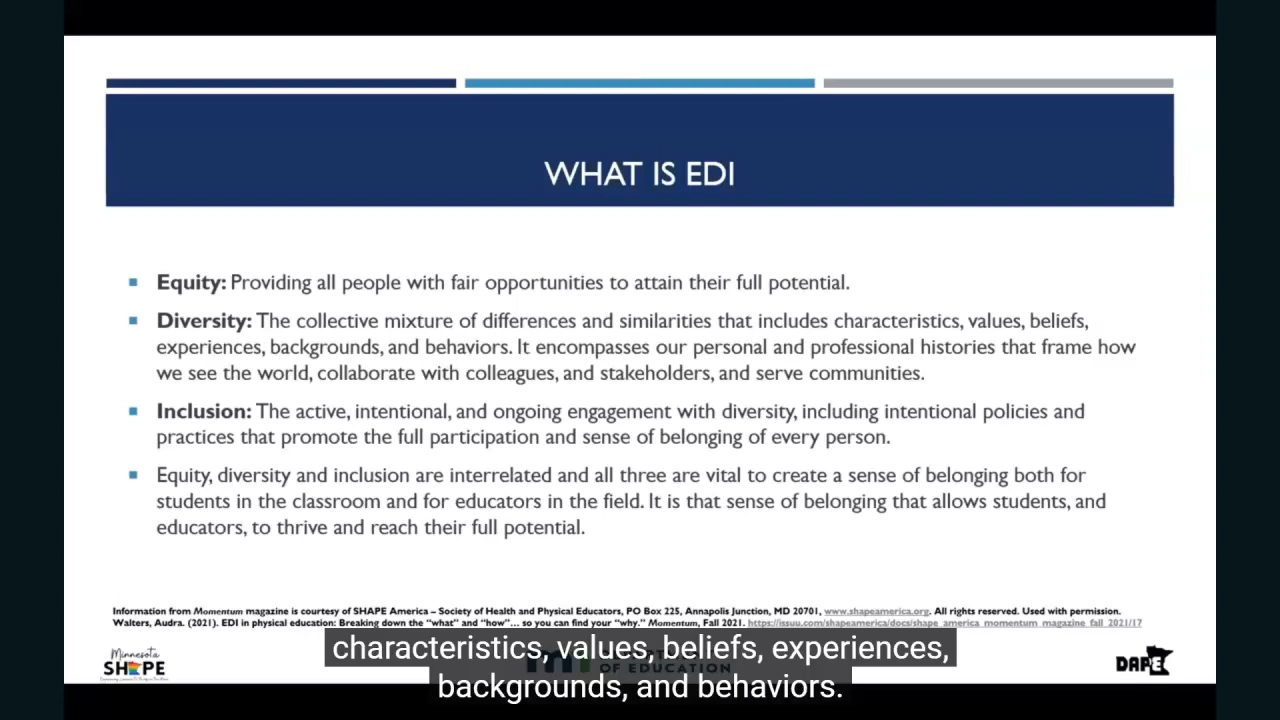 WHAT IS EDI
Equity: Providing all people with fair opportunities to attain their full potential.
Diversity: The collective mixture of differences and similarities that includes characteristics, values, beliefs,
experiences, backgrounds, and behaviors. It encompasses our personal and professional histories that frame how
we see the world, collaborate with colleagues, and stakeholders, and serve communities.
Inclusion: The active, intentional, and ongoing engagement with diversity, including intentional policies and
practices that promote the full participation and sense of belonging of every person.
Equity, diversity and inclusion are interrelated and all three are vital to create a sense of belonging both for
students in the classroom and for educators in the field. It is that sense of belonging that allows students, and
educators, to thrive and reach their full potential.
Information from Momentum magazine is courtesy of SHAPE America – Society of Health and Physical Educators, PO Box 225, Annapolis Junction, MD 20701, www.shapeamerica.org. All rights reserved. Used with permission.
Walters, Audra. (2021). EDI in physical education: Breaking down the “what” and “how”… so you can find your “why.” Momentum, Fall 2021. https://issuu.com/shapeamerica/docs/shape_america_momentum_magazine_fall_2021/17
Minnesota
SHAPE
OF EDUCATION
DAPE
characteristics, values, beliefs, experiences,
backgrounds, and behaviors.